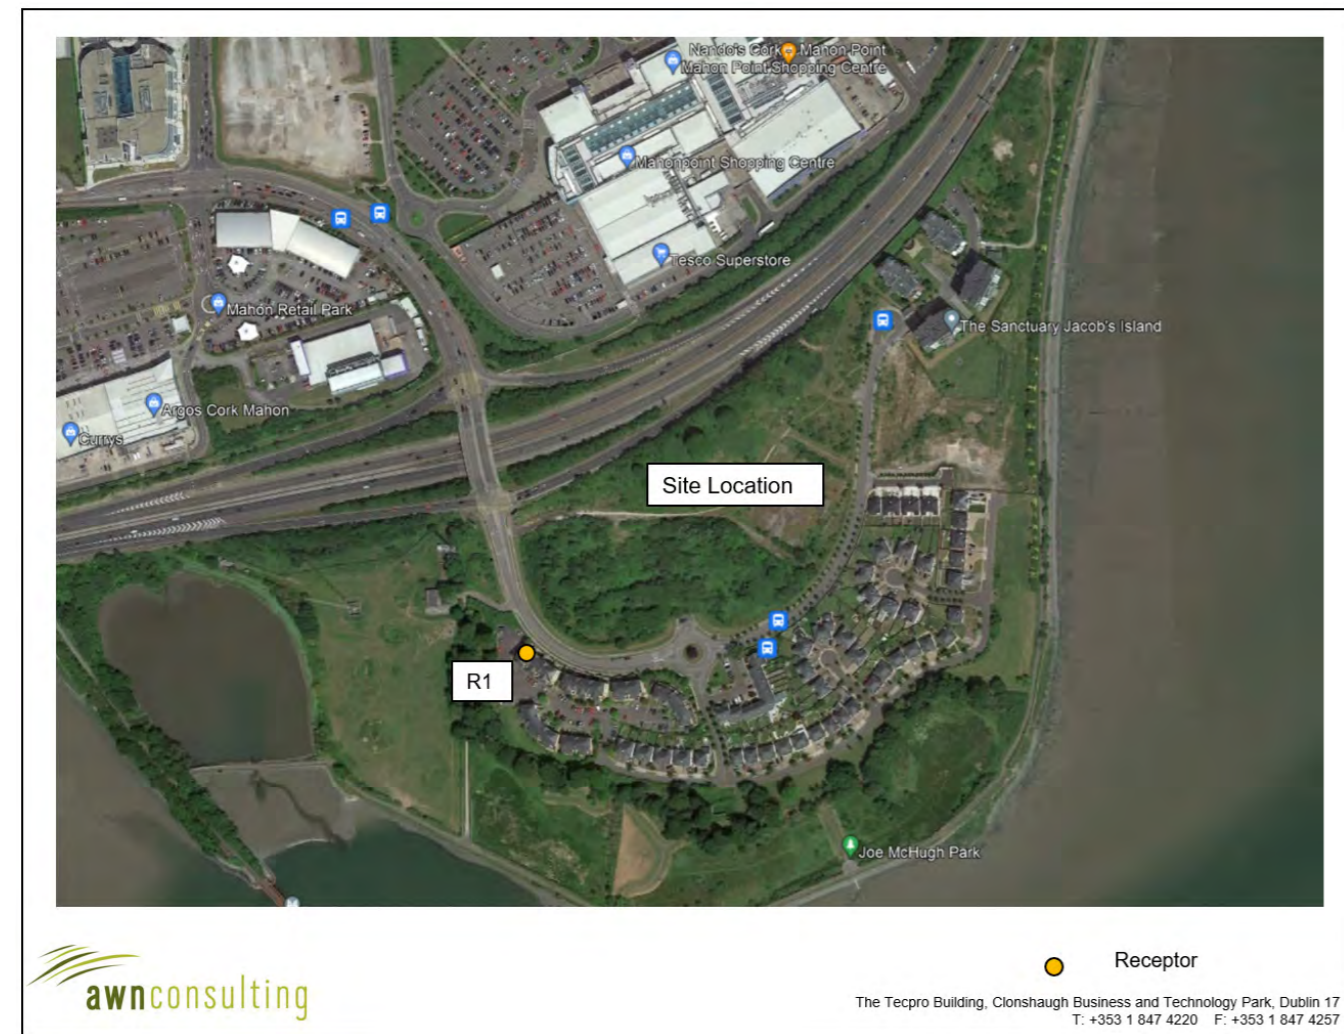 Nando's Cork - Mahon Point
Mahon Point Shopping Centre
Mahonpoint Shopping Centre
Tesco Superstore
Mahon Retail Park
The Sanctuary Jacob's Island
Argos Cork Mahon
Currys
Site Location
R1
Joe McHugh Park
awnconsulting
Receptor
The Tecpro Building, Clonshaugh Business and Technology Park, Dublin 17
T: +353 1 847 4220 F: +353 1 847 4257